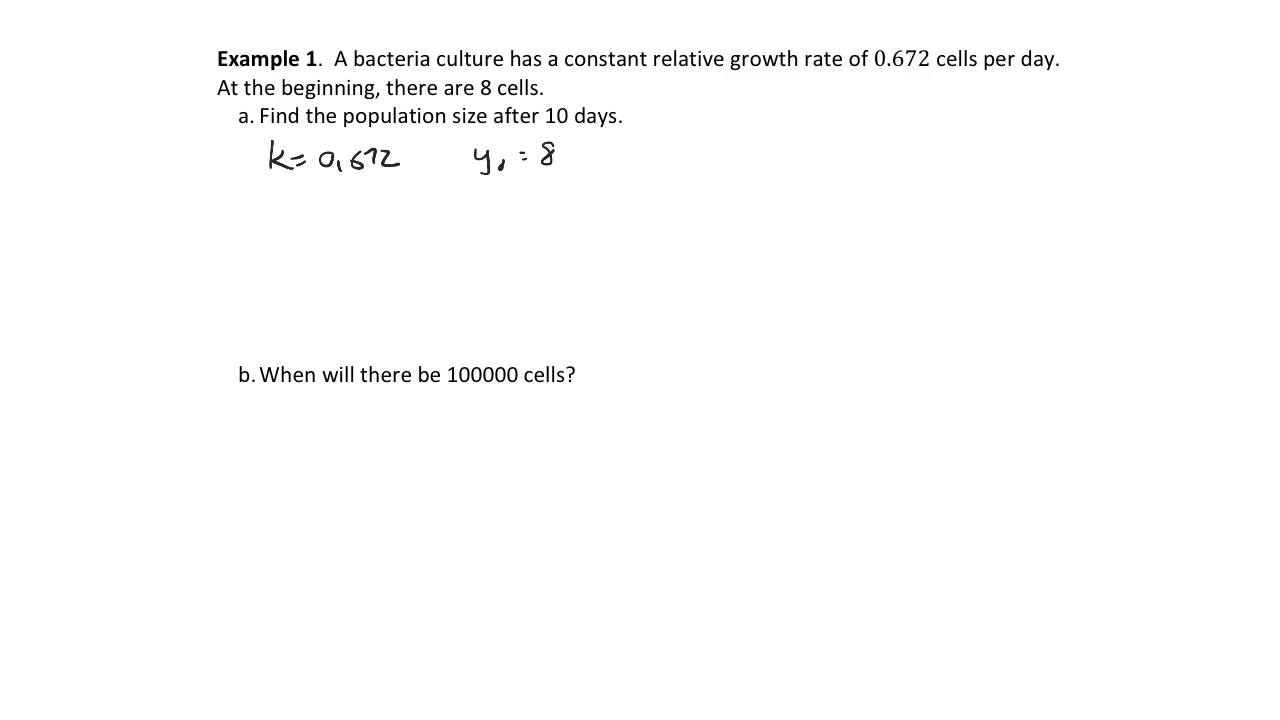 Example 1. A bacteria culture has a constant relative growth rate of 0.672 cells per day.
At the beginning, there are 8 cells.
a. Find the population size after 10 days.
k= 0,672 y₀ = 8
b. When will there be 100000 cells?